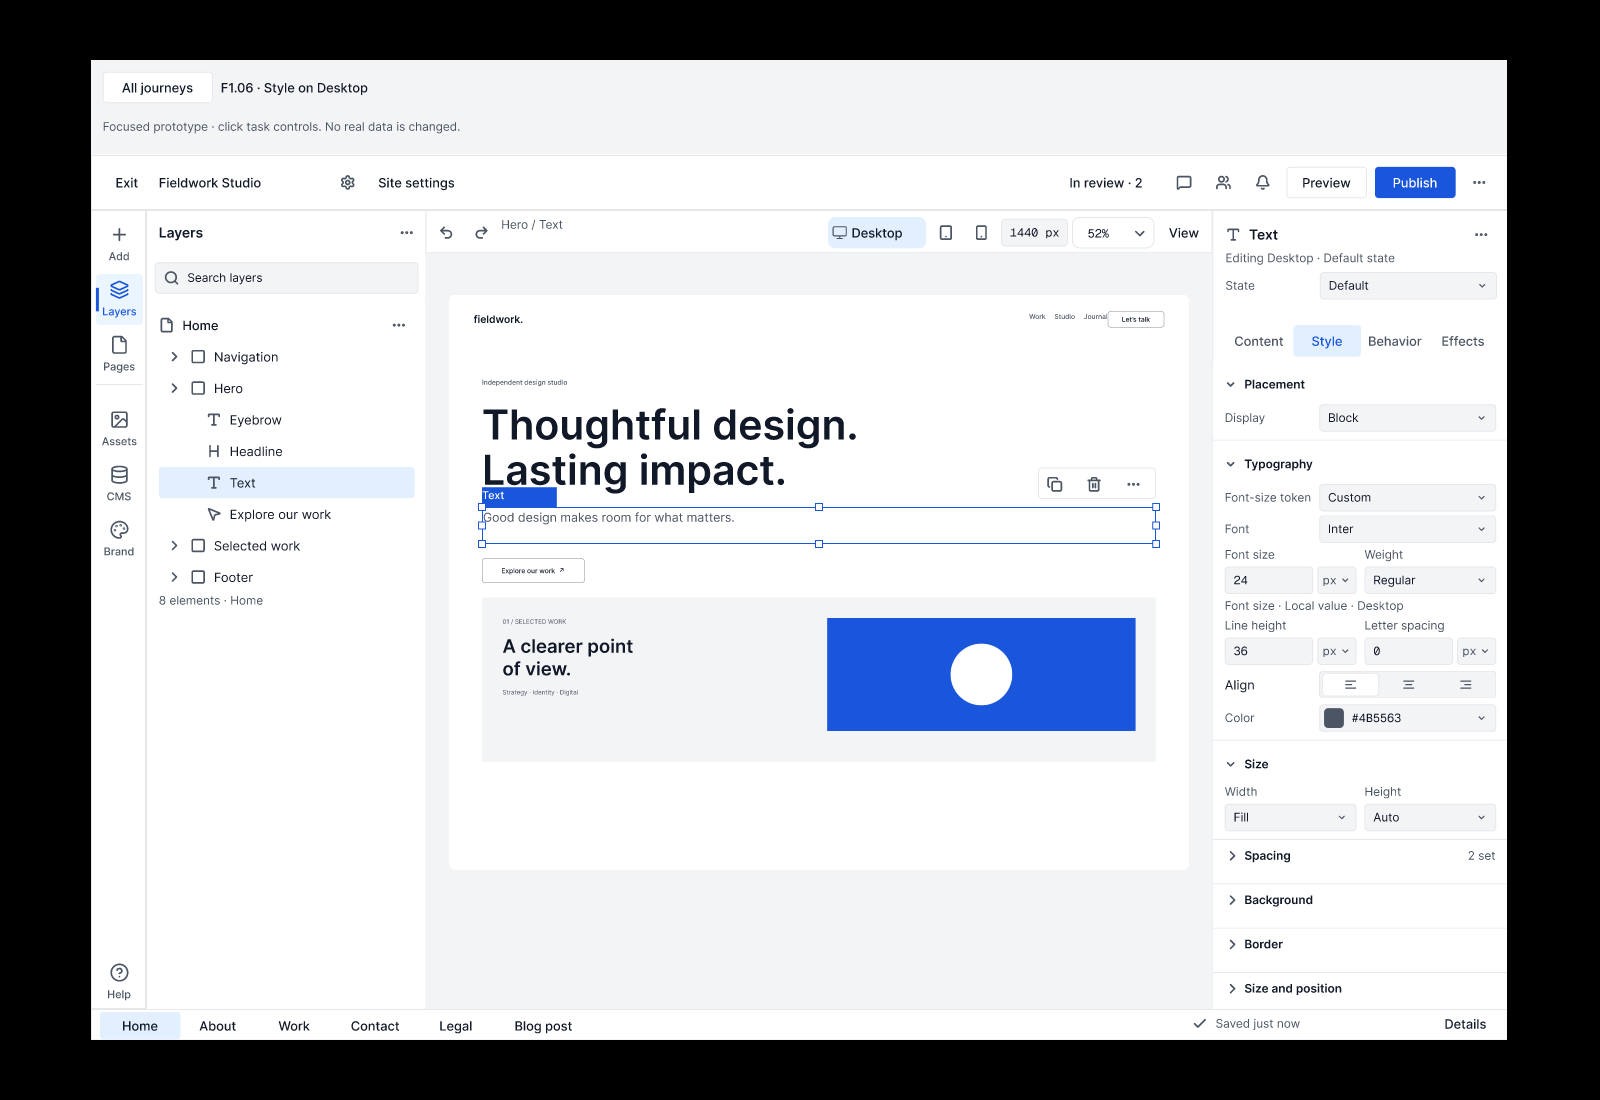 All journeys
F1.06 · Style on Desktop
Focused prototype · click task controls. No real data is changed.
Exit
Fieldwork Studio
Site settings
In review · 2
Preview
Publish
Add
Layers
Pages
Assets
CMS
Brand
Help
Layers
Search layers
Home
Navigation
Hero
Eyebrow
Headline
Text
Explore our work
Selected work
Footer
8 elements · Home
Hero / Text
Desktop
1440 px
52%
View
fieldwork.
Work
Studio
Journal
Let's talk
Independent design studio
Thoughtful design.
Lasting impact.
Text
Good design makes room for what matters.
Explore our work ↗
01 / SELECTED WORK
A clearer point
of view.
Strategy · Identity · Digital
Text
Editing Desktop · Default state
State
Default
Content
Style
Behavior
Effects
Placement
Display
Block
Typography
Font-size token
Custom
Font
Inter
Font size
Weight
24
px
Regular
Font size · Local value · Desktop
Line height
Letter spacing
36
px
0
px
Align
Color
#4B5563
Size
Width
Height
Fill
Auto
Spacing
2 set
Background
Border
Size and position
Home
About
Work
Contact
Legal
Blog post
Saved just now
Details